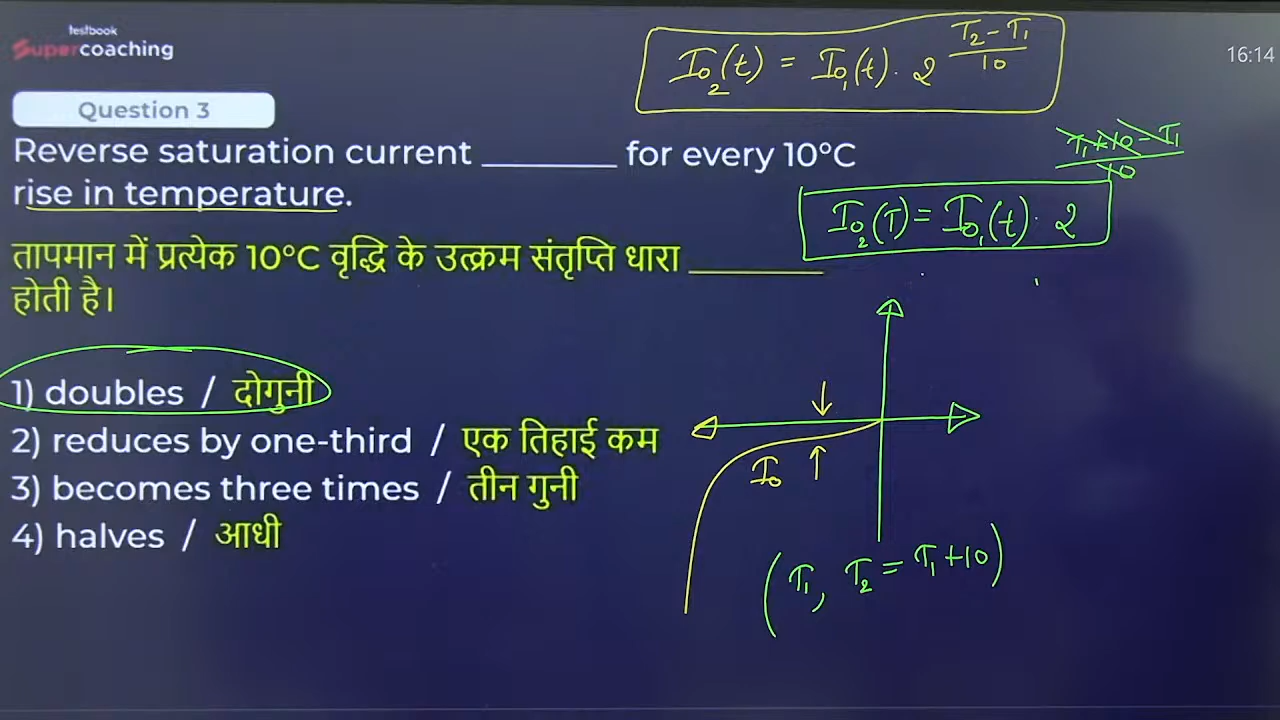 testbook
Supercoaching
16:14
I₀₂(t) = I₀₁(t) · 2^((T₂ - T₁)/10)
Question 3
Reverse saturation current ________ for every 10°C
rise in temperature.
(T₁ + 10 - T₁)/10
I₀₂(T) = I₀₁(t) · 2
तापमान में प्रत्येक 10°C वृद्धि के उत्क्रम संतृप्ति धारा ________
होती है।
1) doubles / दोगुनी
2) reduces by one-third / एक तिहाई कम
3) becomes three times / तीन गुनी
4) halves / आधी
I₀
(T₁, T₂ = T₁ + 10)